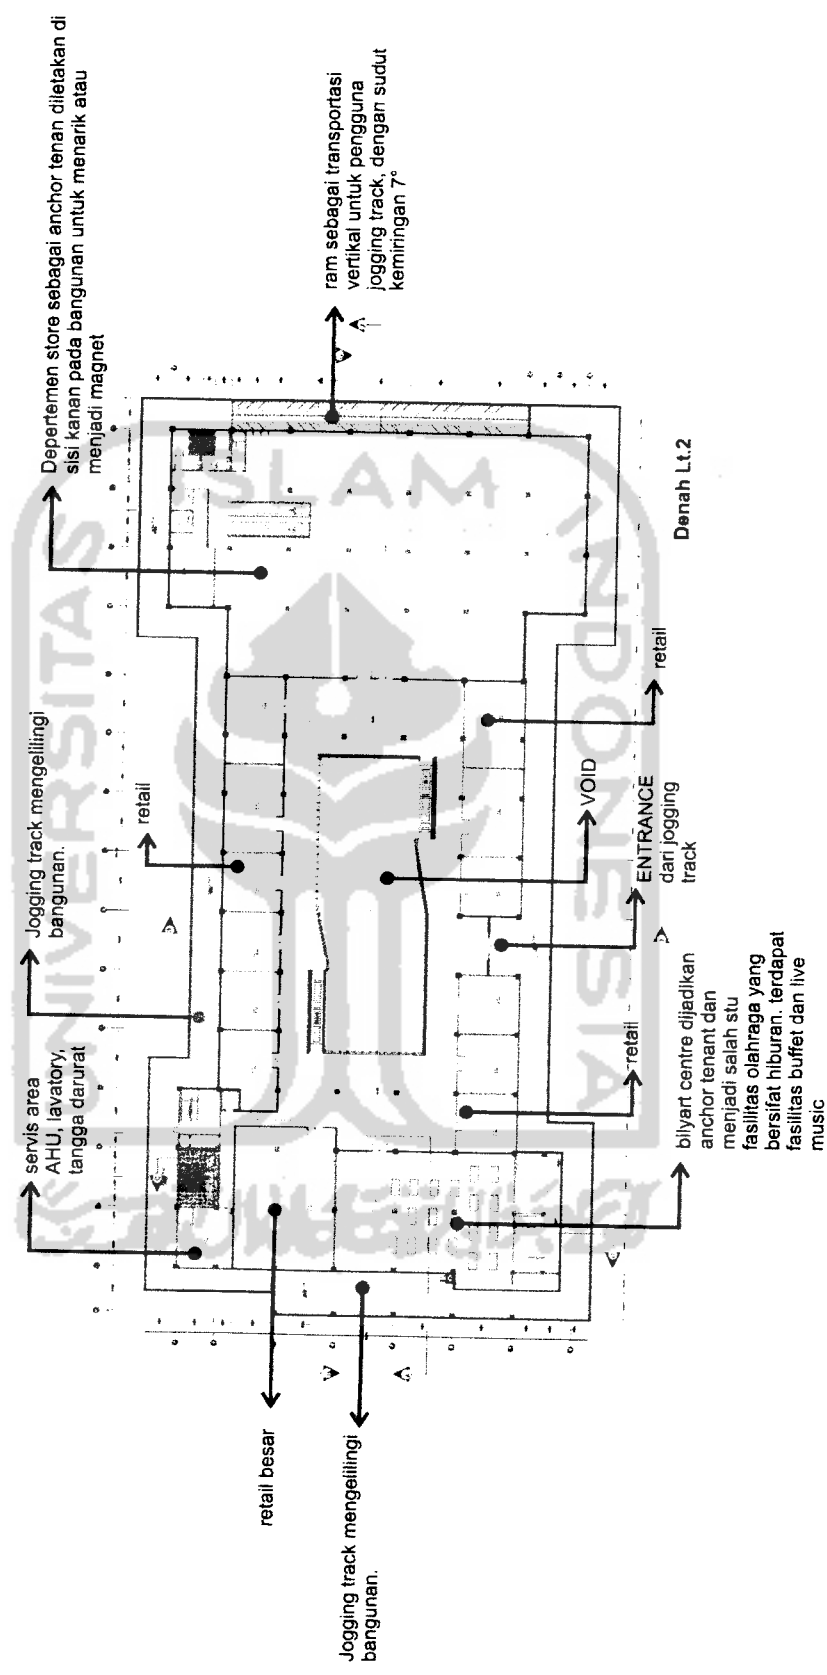 servis area
AHU, lavatory,
tangga darurat
Jogging track mengelilingi
bangunan.
retail
Depertemen store sebagai anchor tenan diletakan di
sisi kanan pada bangunan untuk menarik atau
menjadi magnet
ram sebagai transportasi
vertikal untuk pengguna
jogging track, dengan sudut
kemiringan 7°
retail besar
Jogging track mengelilingi
bangunan.
bilyart centre dijadikan
anchor tenant dan
menjadi salah stu
fasilitas olahraga yang
bersifat hiburan. terdapat
fasilitas buffet dan live
music
retail
ENTRANCE
dari jogging
track
VOID
retail
Denah Lt.2
UNIVERSITAS
ISLAM
INDONESIA